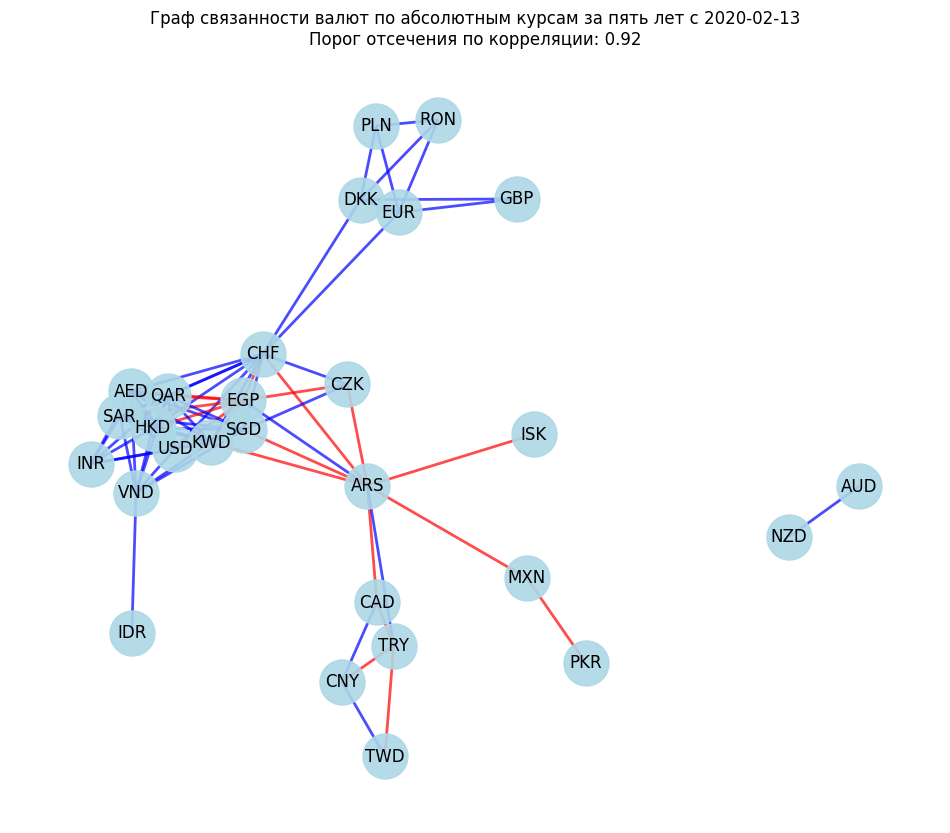 Граф связанности валют по абсолютным курсам за пять лет с 2020-02-13
Порог отсечения по корреляции: 0.92
PLN
RON
DKK
EUR
GBP
CHF
CZK
AED
QAR
EGP
SAR
HKD
SGD
USD
KWD
INR
VND
ISK
ARS
AUD
NZD
MXN
CAD
IDR
TRY
PKR
CNY
TWD